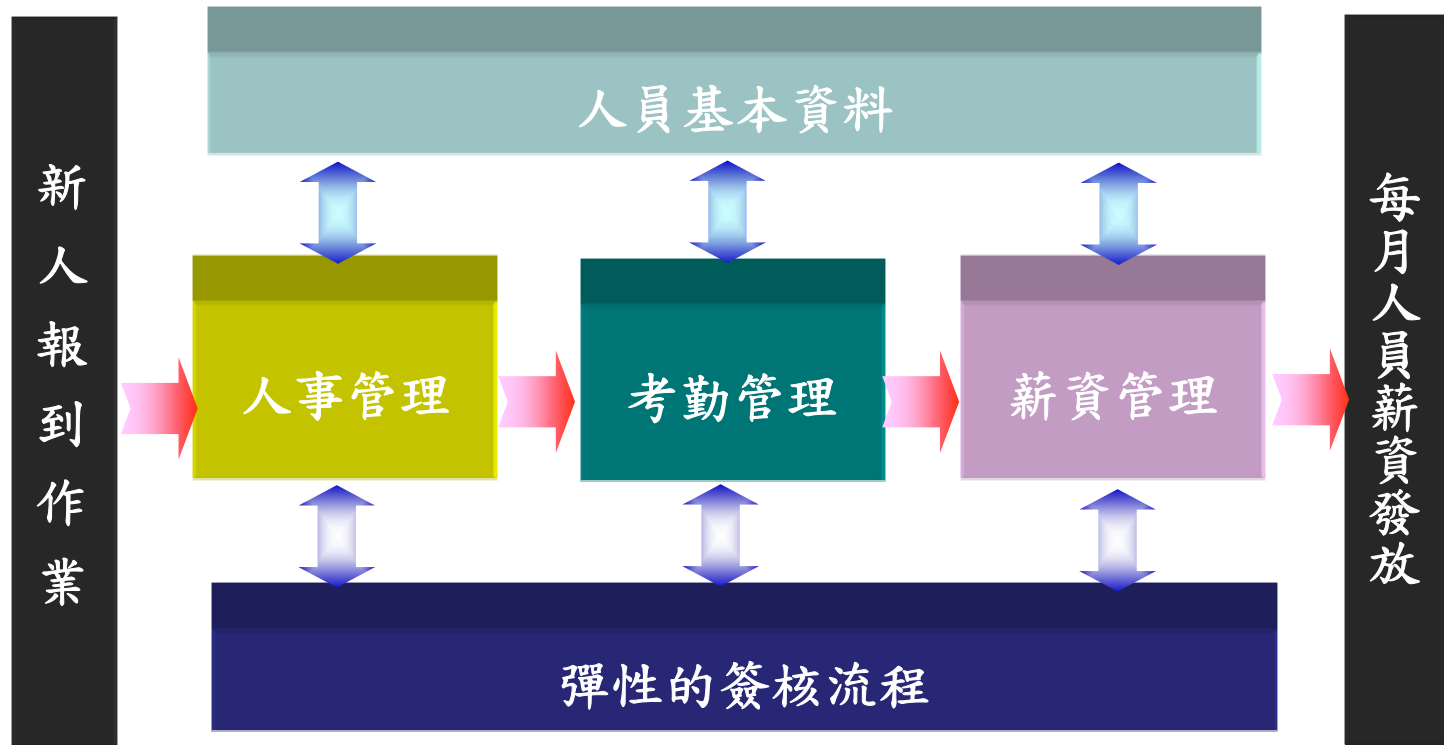 新人報到作業
人員基本資料
人事管理
考勤管理
薪資管理
彈性的簽核流程
每月人員薪資發放